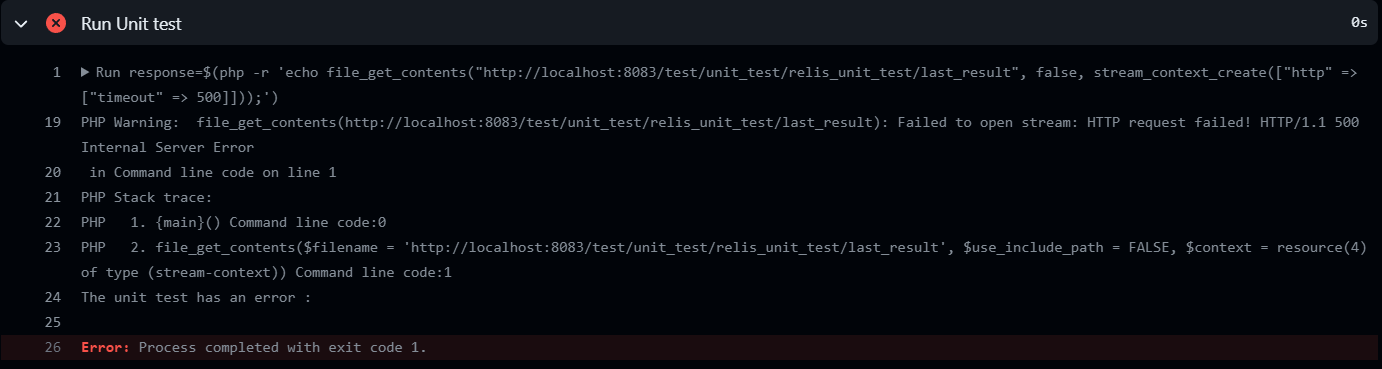 Run Unit test
0s
1 Run response=$(php -r 'echo file_get_contents("http://localhost:8083/test/unit_test/relis_unit_test/last_result", false, stream_context_create(["http" =>
["timeout" => 500]]));')
19 PHP Warning:  file_get_contents(http://localhost:8083/test/unit_test/relis_unit_test/last_result): Failed to open stream: HTTP request failed! HTTP/1.1 500
Internal Server Error
20  in Command line code on line 1
21 PHP Stack trace:
22 PHP   1. {main}() Command line code:0
23 PHP   2. file_get_contents($filename = 'http://localhost:8083/test/unit_test/relis_unit_test/last_result', $use_include_path = FALSE, $context = resource(4)
of type (stream-context)) Command line code:1
24 The unit test has an error :
25
26 Error: Process completed with exit code 1.